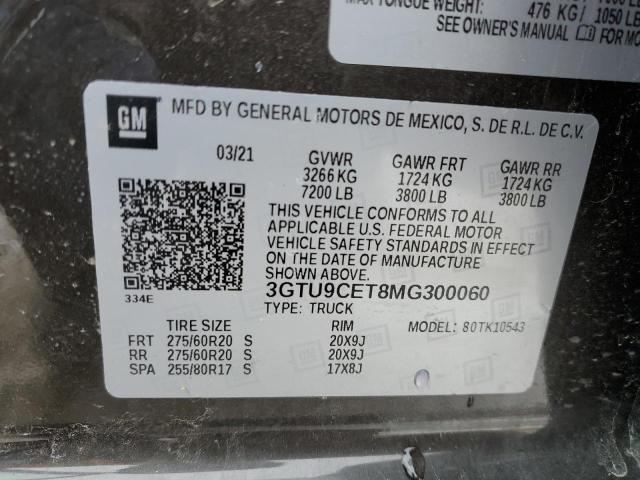 MAX TONGUE WEIGHT: 476 KG/ 1050 LB
SEE OWNER'S MANUAL FOR MO
GM
MFD BY GENERAL MOTORS DE MEXICO, S. DE R.L. DE C.V.
03/21 GVWR GAWR FRT GAWR RR
3266 KG 1724 KG 1724 KG
7200 LB 3800 LB 3800 LB
THIS VEHICLE CONFORMS TO ALL
APPLICABLE U.S. FEDERAL MOTOR
VEHICLE SAFETY STANDARDS IN EFFECT
ON THE DATE OF MANUFACTURE
SHOWN ABOVE.
334E
3GTU9CET8MG300060
TYPE: TRUCK MODEL: 80TK10543
TIRE SIZE RIM
FRT 275/60R20 S 20X9J
RR 275/60R20 S 20X9J
SPA 255/80R17 S 17X8J